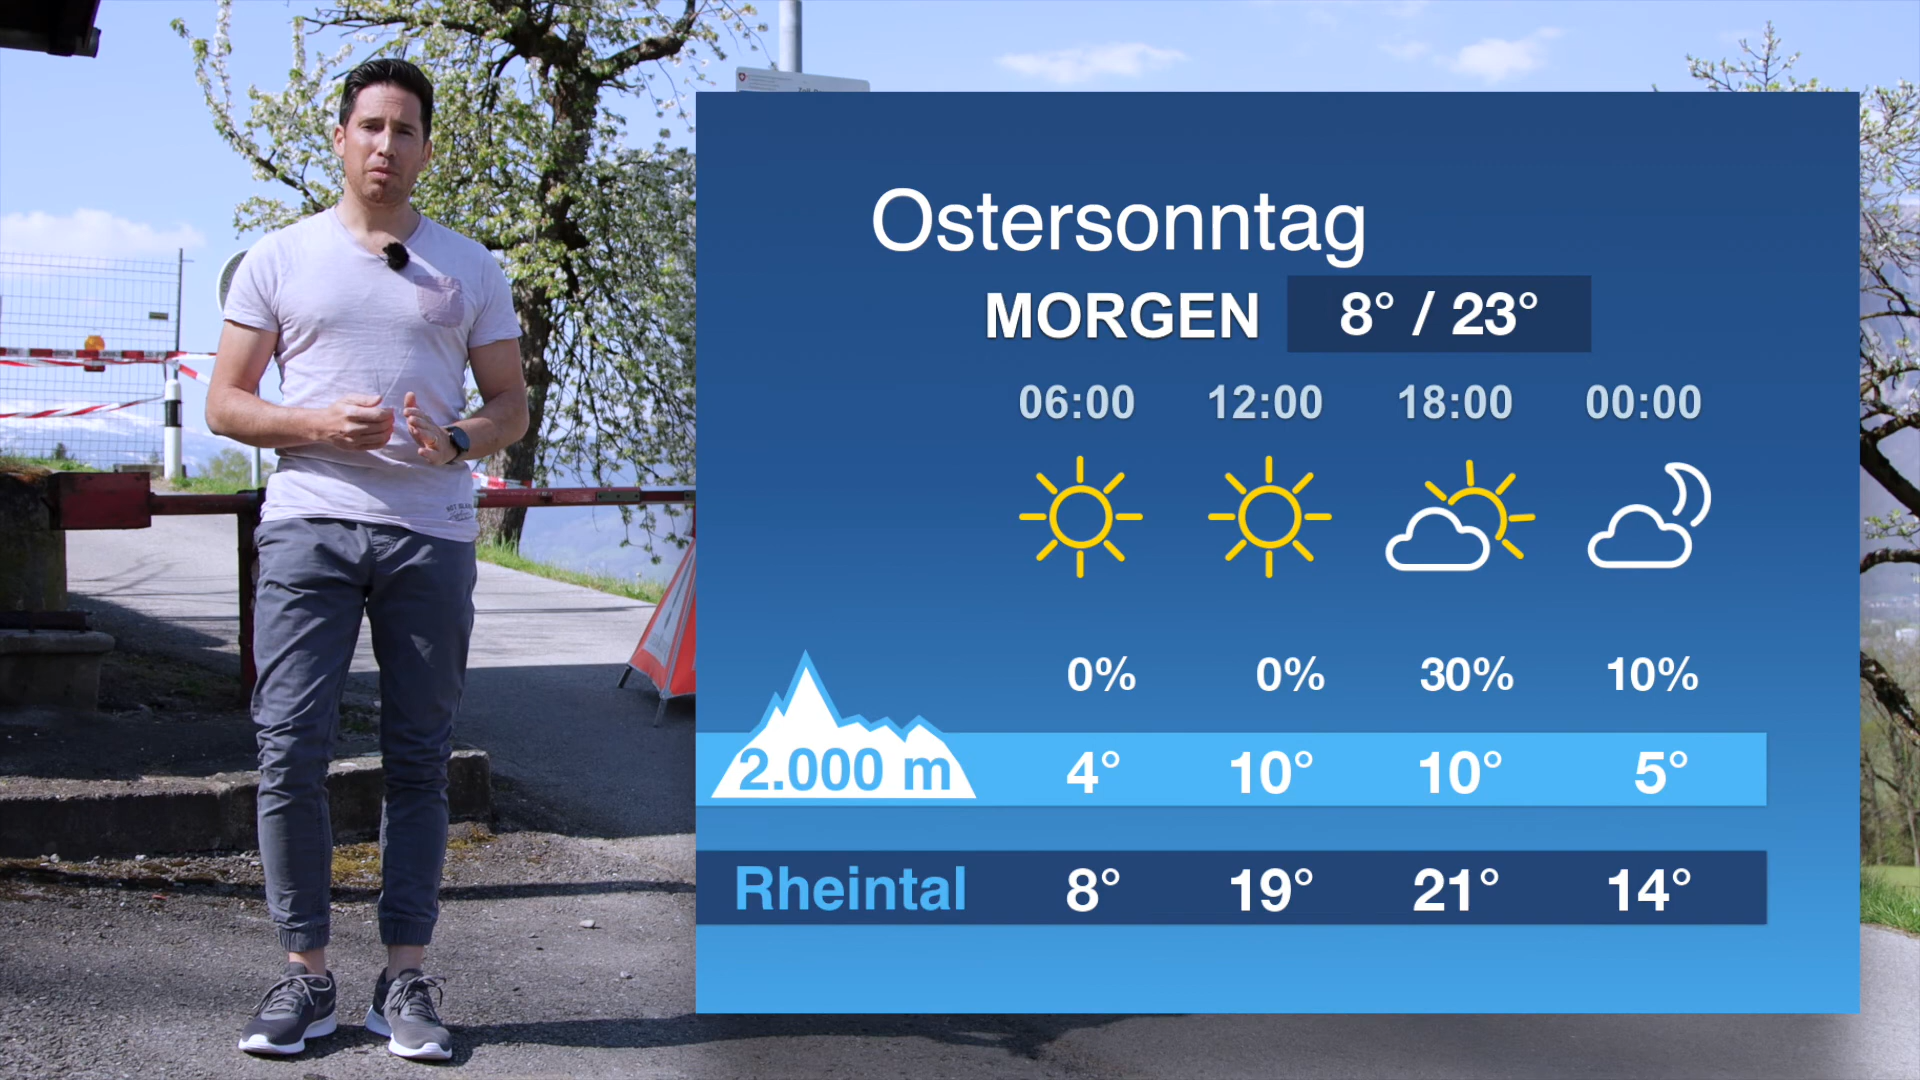 Ostersonntag
MORGEN 8° / 23°
06:00 12:00 18:00 00:00
0% 0% 30% 10%
2.000 m 4° 10° 10° 5°
Rheintal 8° 19° 21° 14°